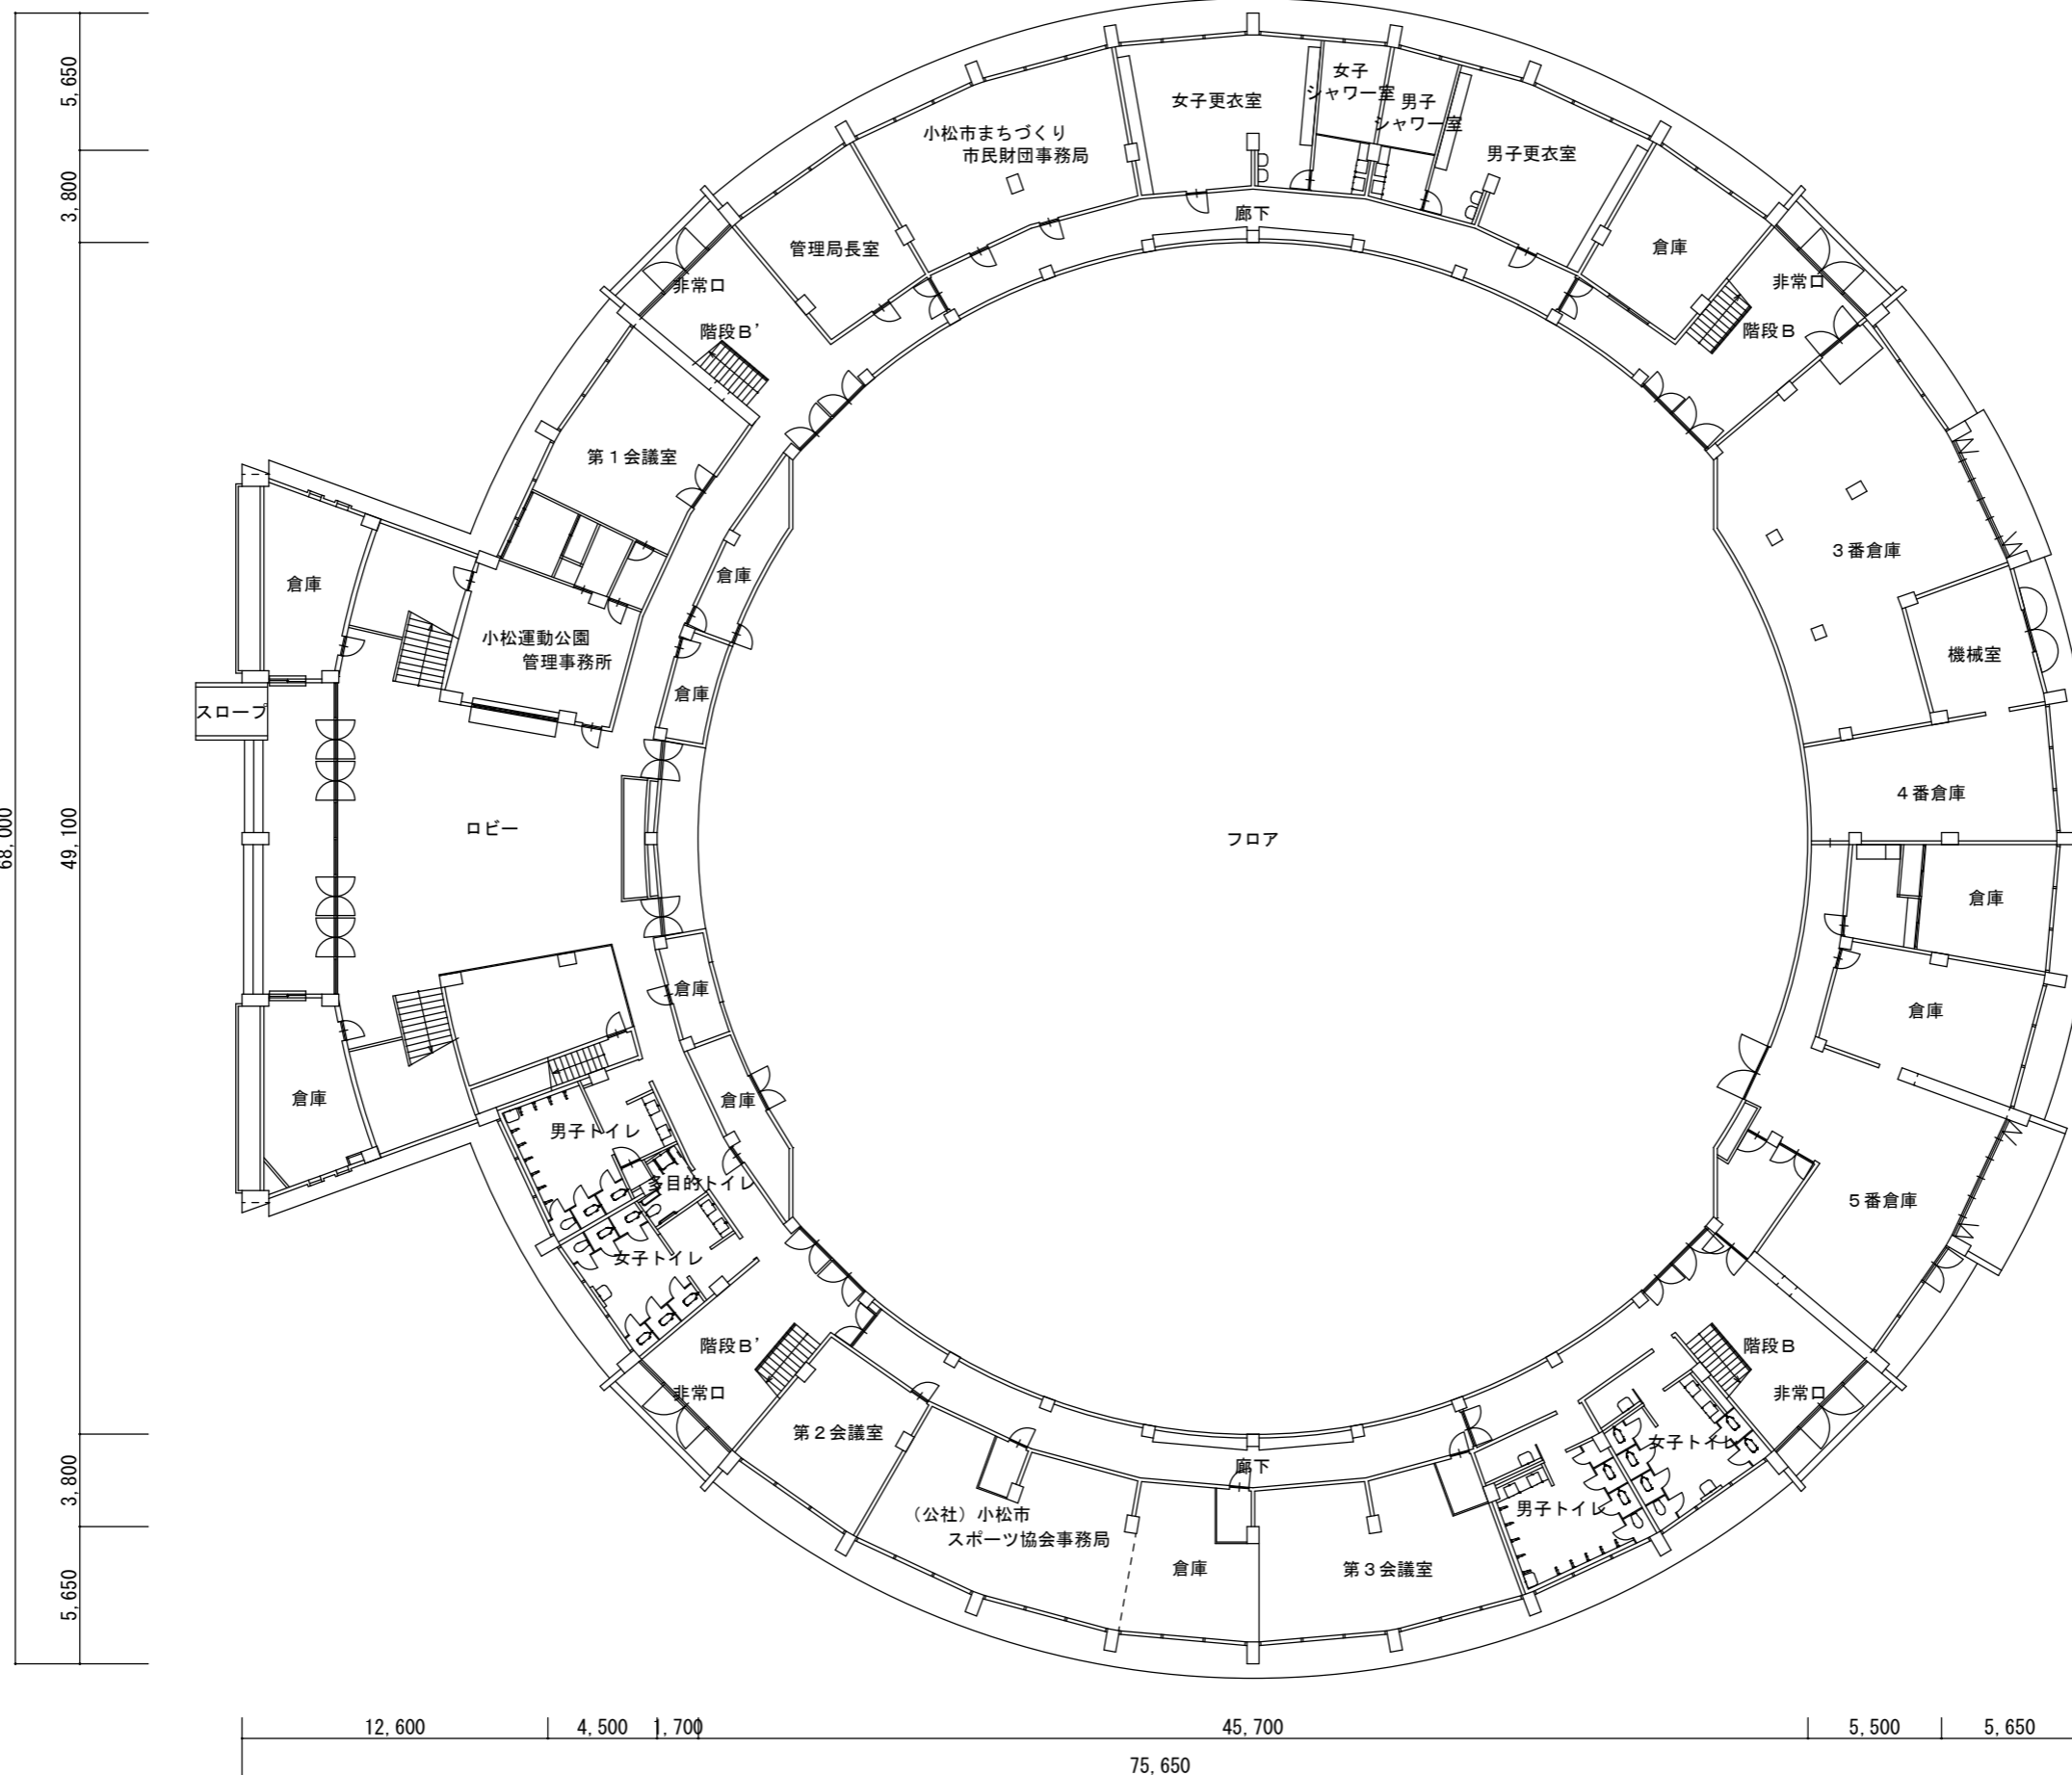 5,650
3,800
49,100
68,000
3,800
5,650
女子更衣室
女子
シャワー室
男子
シャワー室
男子更衣室
小松市まちづくり
市民財団事務局
廊下
管理局長室
倉庫
非常口
非常口
階段Ｂ’
階段Ｂ
第１会議室
３番倉庫
倉庫
倉庫
小松運動公園
管理事務所
機械室
倉庫
スロープ
４番倉庫
ロビー
フロア
倉庫
倉庫
倉庫
倉庫
倉庫
男子トイレ
多目的トイレ
５番倉庫
女子トイレ
階段Ｂ’
階段Ｂ
非常口
非常口
第２会議室
女子トイレ
廊下
男子トイレ
（公社）小松市
スポーツ協会事務局
倉庫
第３会議室
12,600
4,500
1,700
45,700
5,500
5,650
75,650